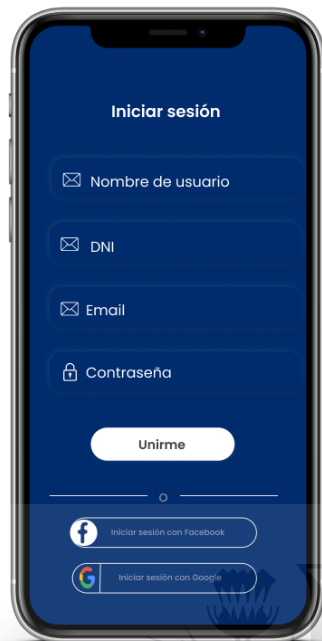 Iniciar sesión
Nombre de usuario
DNI
Email
Contraseña
Unirme
O
Iniciar sesión con Facebook
Iniciar sesión con Google